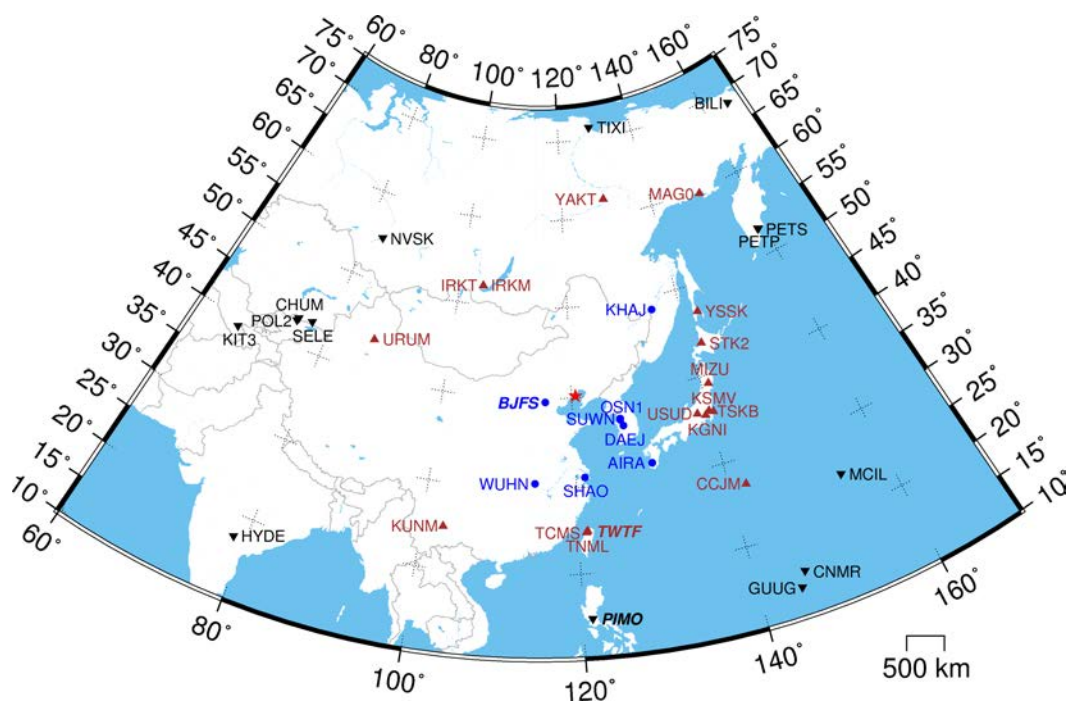 60° 80° 100° 120° 140° 160° 75°
75° 70° 65° 60° 55° 50° 45° 40° 35° 30° 25° 20° 15° 10°
70° 65° 60° 55° 50° 45° 40° 35° 30° 25° 20° 15° 10°
60° 80° 100° 120° 140° 160°
BILI
TIXI
YAKT
MAG0
PETS
PETP
NVSK
IRKT IRKM
CHUM
POL2
SELE
KIT3
URUM
KHAJ
YSSK
STK2
MIZU
KSMV
BJFS
OSN1
SUWN
USUD TSKB
KGNI
DAEJ
AIRA
WUHN
SHAO
CCJM
MCIL
KUNM
TCMS TWTF
TNML
HYDE
CNMR
GUUG
PIMO
500 km